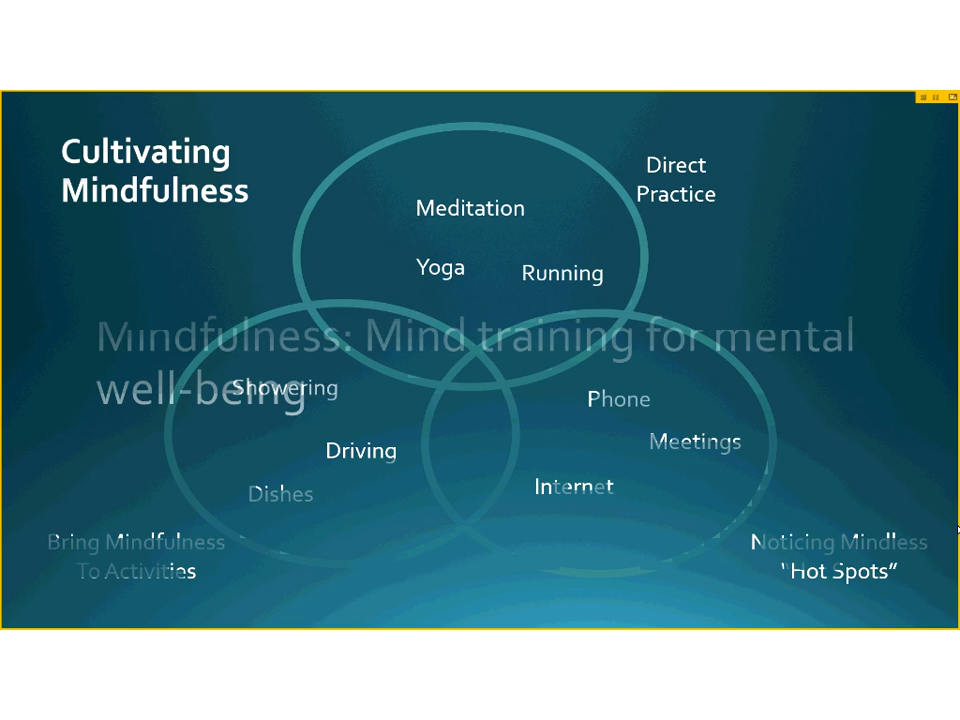 Cultivating
Mindfulness
Direct
Practice
Meditation
Yoga
Running
Mindfulness: Mind training for mental
well-being
Showering
Driving
Dishes
Phone
Meetings
Internet
Bring Mindfulness
To Activities
Noticing Mindless
"Hot Spots"